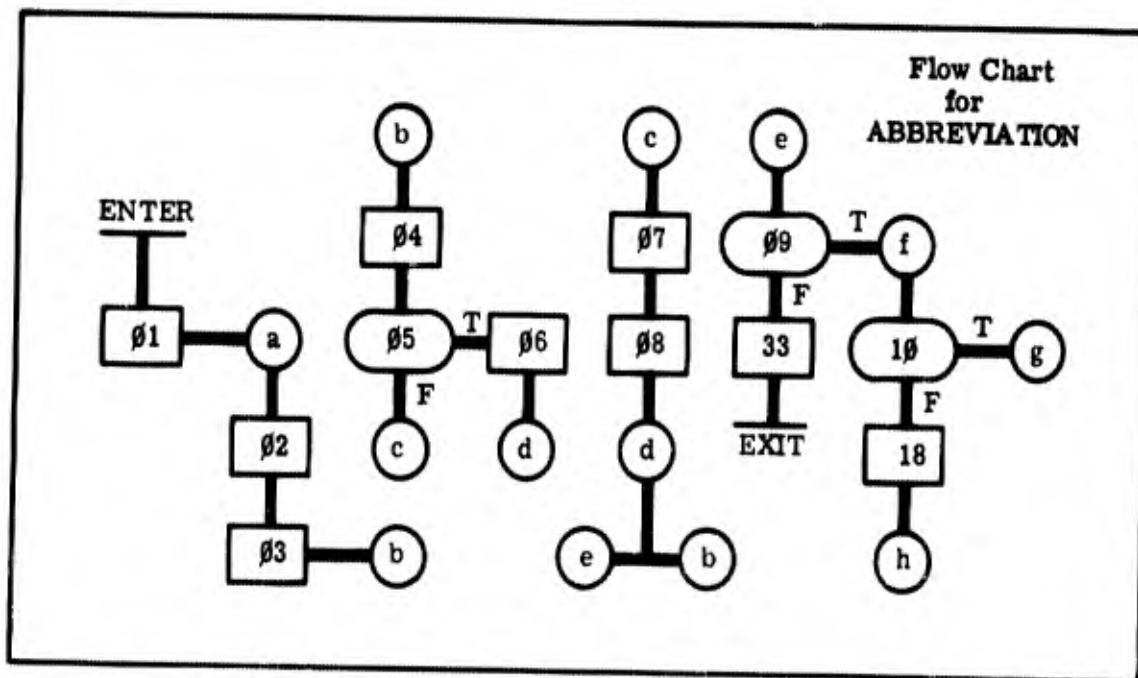 Flow Chart
for
ABBREVIATION
b
c
e
ENTER
Ø4
Ø7
Ø9
T
f
F
Ø1
a
Ø5
T
Ø6
Ø8
33
1Ø
T
g
F
F
Ø2
c
d
d
EXIT
18
Ø3
b
e
b
h